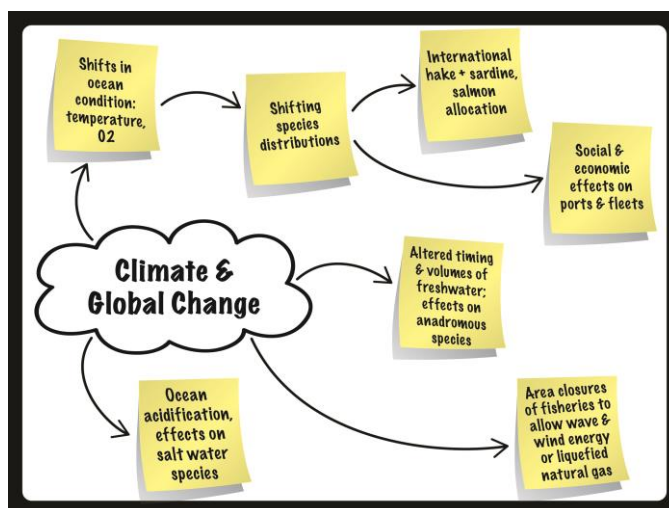 Shifts in
ocean
condition:
temperature,
O2
Shifting
species
distributions
International
hake + sardine,
salmon
allocation
Social &
economic
effects on
ports & fleets
Climate &
Global Change
Altered timing
& volumes of
freshwater;
effects on
anadromous
species
Ocean
acidification,
effects on
salt water
species
Area closures
of fisheries to
allow wave &
wind energy
or liquefied
natural gas